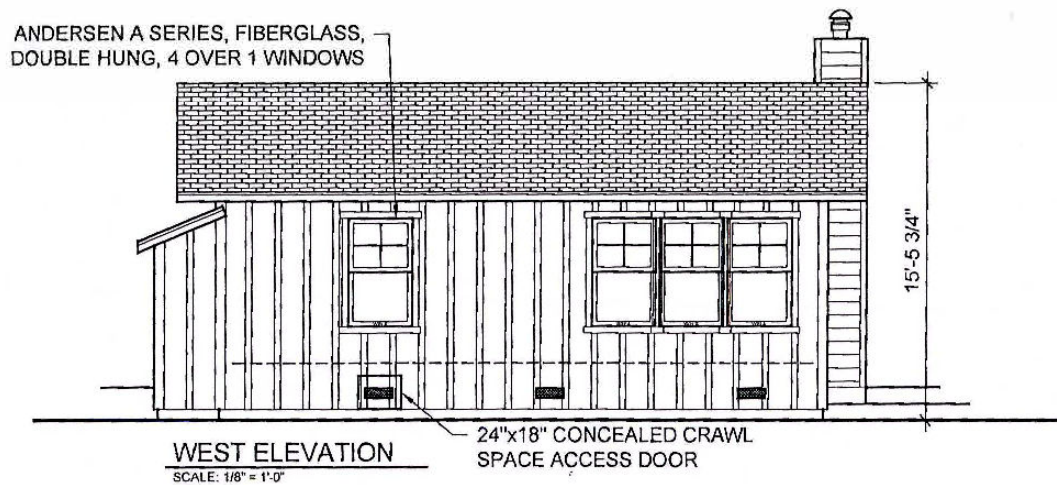 ANDERSEN A SERIES, FIBERGLASS,
DOUBLE HUNG, 4 OVER 1 WINDOWS
15'-5 3/4"
24"x18" CONCEALED CRAWL
SPACE ACCESS DOOR
WEST ELEVATION
SCALE: 1/8" = 1'-0"